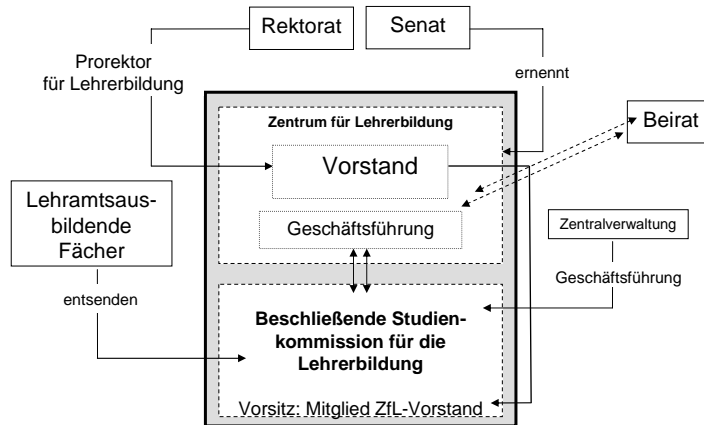 Rektorat
Senat
Prorektor
für Lehrerbildung
ernennt
Zentrum für Lehrerbildung
Beirat
Vorstand
Lehramtsaus-
bildende
Fächer
Geschäftsführung
Zentralverwaltung
Geschäftsführung
entsenden
Beschließende Studien-
kommission für die
Lehrerbildung
Vorsitz: Mitglied ZfL-Vorstand